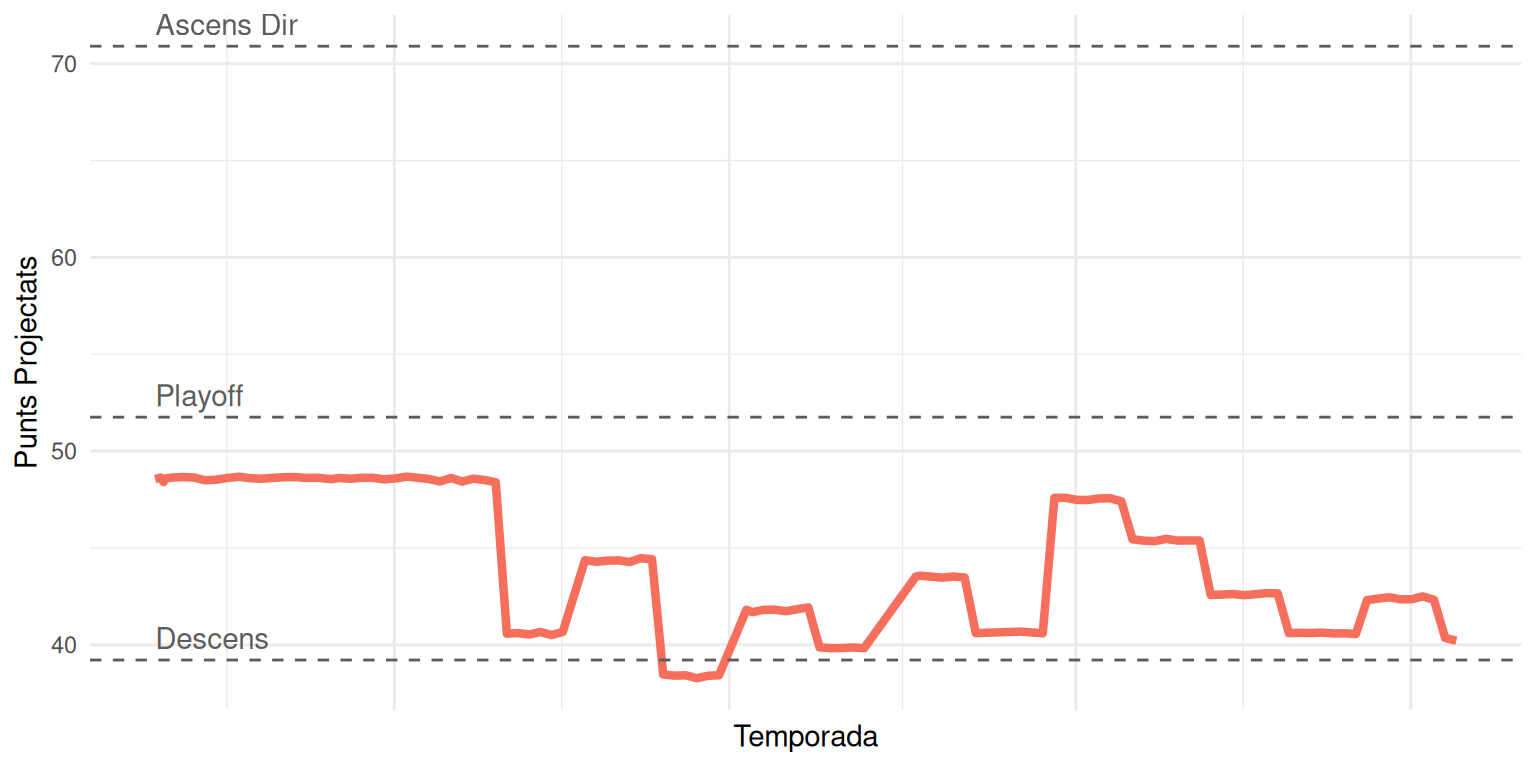 Ascens Dir
70
60
Playoff
50
Descens
40
Punts Projectats
Temporada